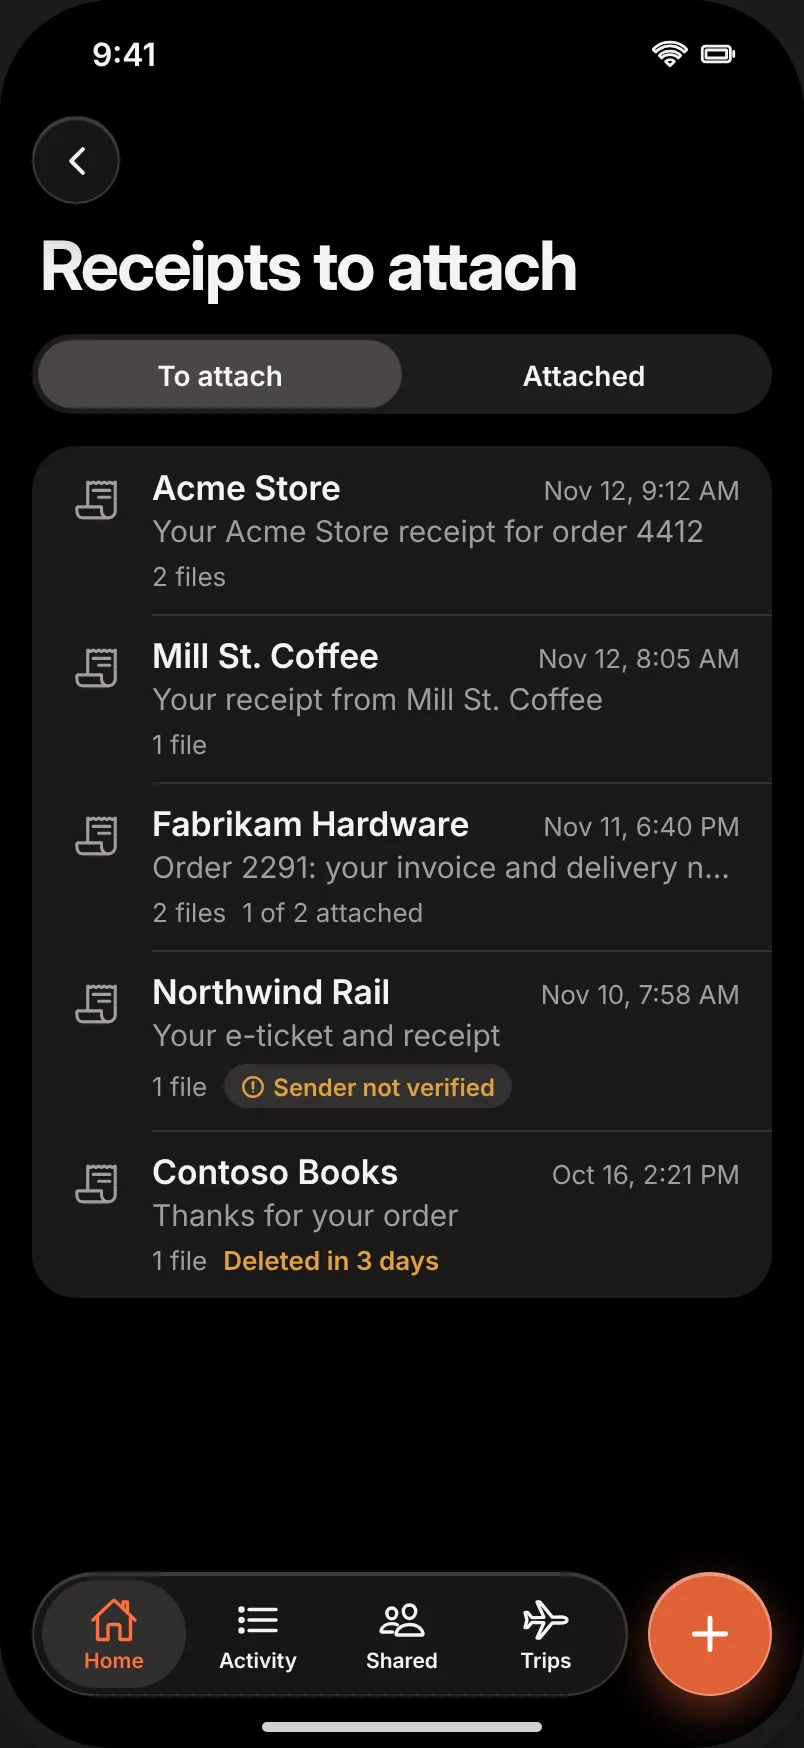 9:41
Receipts to attach
To attach
Attached
Acme Store
Nov 12, 9:12 AM
Your Acme Store receipt for order 4412
2 files
Mill St. Coffee
Nov 12, 8:05 AM
Your receipt from Mill St. Coffee
1 file
Fabrikam Hardware
Nov 11, 6:40 PM
Order 2291: your invoice and delivery n...
2 files 1 of 2 attached
Northwind Rail
Nov 10, 7:58 AM
Your e-ticket and receipt
1 file Sender not verified
Contoso Books
Oct 16, 2:21 PM
Thanks for your order
1 file Deleted in 3 days
Home
Activity
Shared
Trips